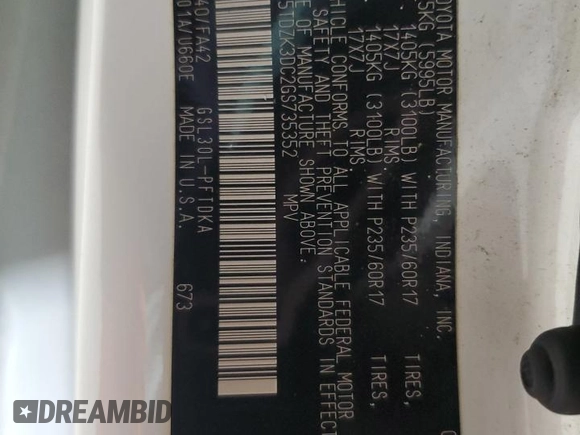 OYOTA MOTOR MANUFACTURING, INDIANA, INC.
5KG (5995LB)
1405KG (3100LB) WITH P235/60R17 TIRES,
17X7J RIMS.
1405KG (3100LB) WITH P235/60R17 TIRES,
17X7J RIMS.
HICLE CONFORMS TO ALL APPLICABLE FEDERAL MOTOR
SAFETY AND THEFT PREVENTION STANDARDS IN EFFECT
E OF MANUFACTURE SHOWN ABOVE.
5TDZK3DC2GS735352 MPV
40/FA42 GSL30L-PFTDKA 673
01A/1660E MADE IN U.S.A.
DREAMBID